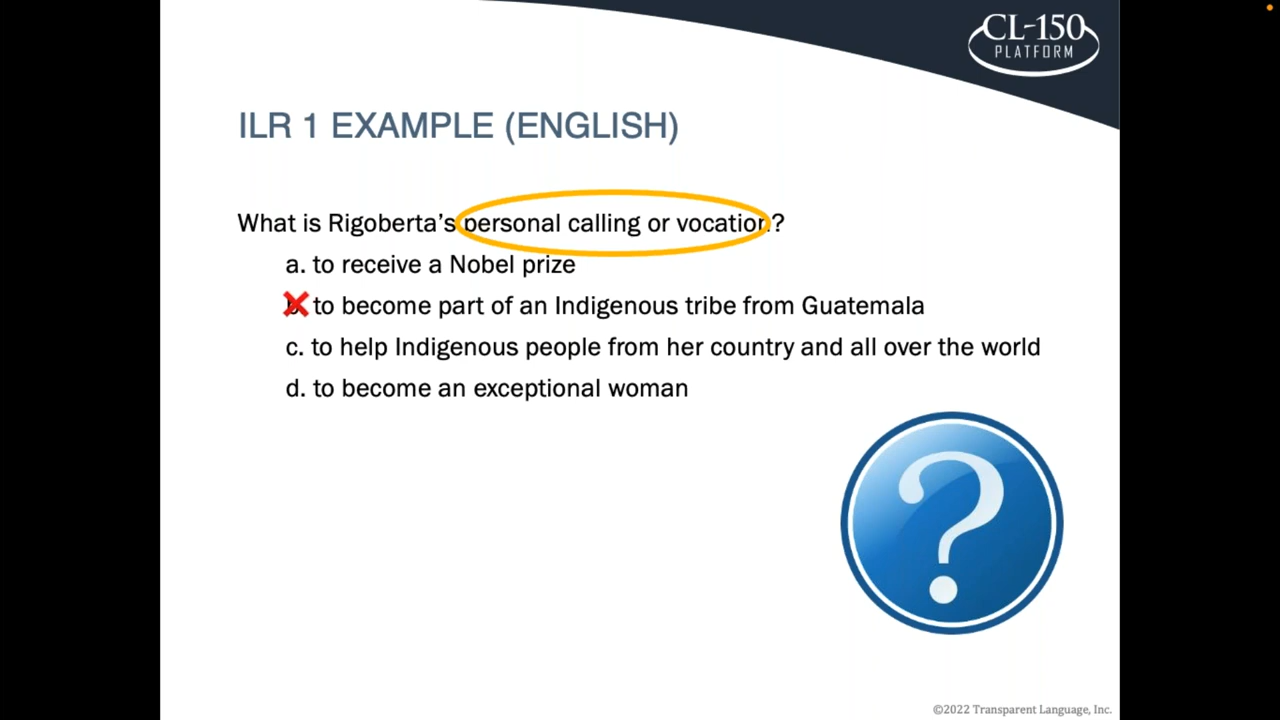 CL-150
PLATFORM
ILR 1 EXAMPLE (ENGLISH)
What is Rigoberta’s personal calling or vocation?
a. to receive a Nobel prize
b. to become part of an Indigenous tribe from Guatemala
c. to help Indigenous people from her country and all over the world
d. to become an exceptional woman
?
©2022 Transparent Language, Inc.